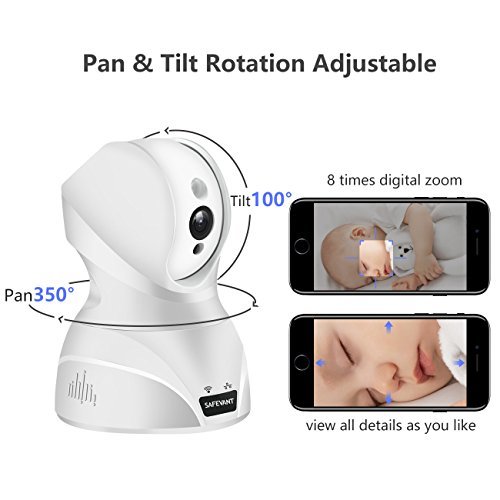 Pan & Tilt Rotation Adjustable
8 times digital zoom
Tilt100°
Pan350°
SAFEVANT
view all details as you like